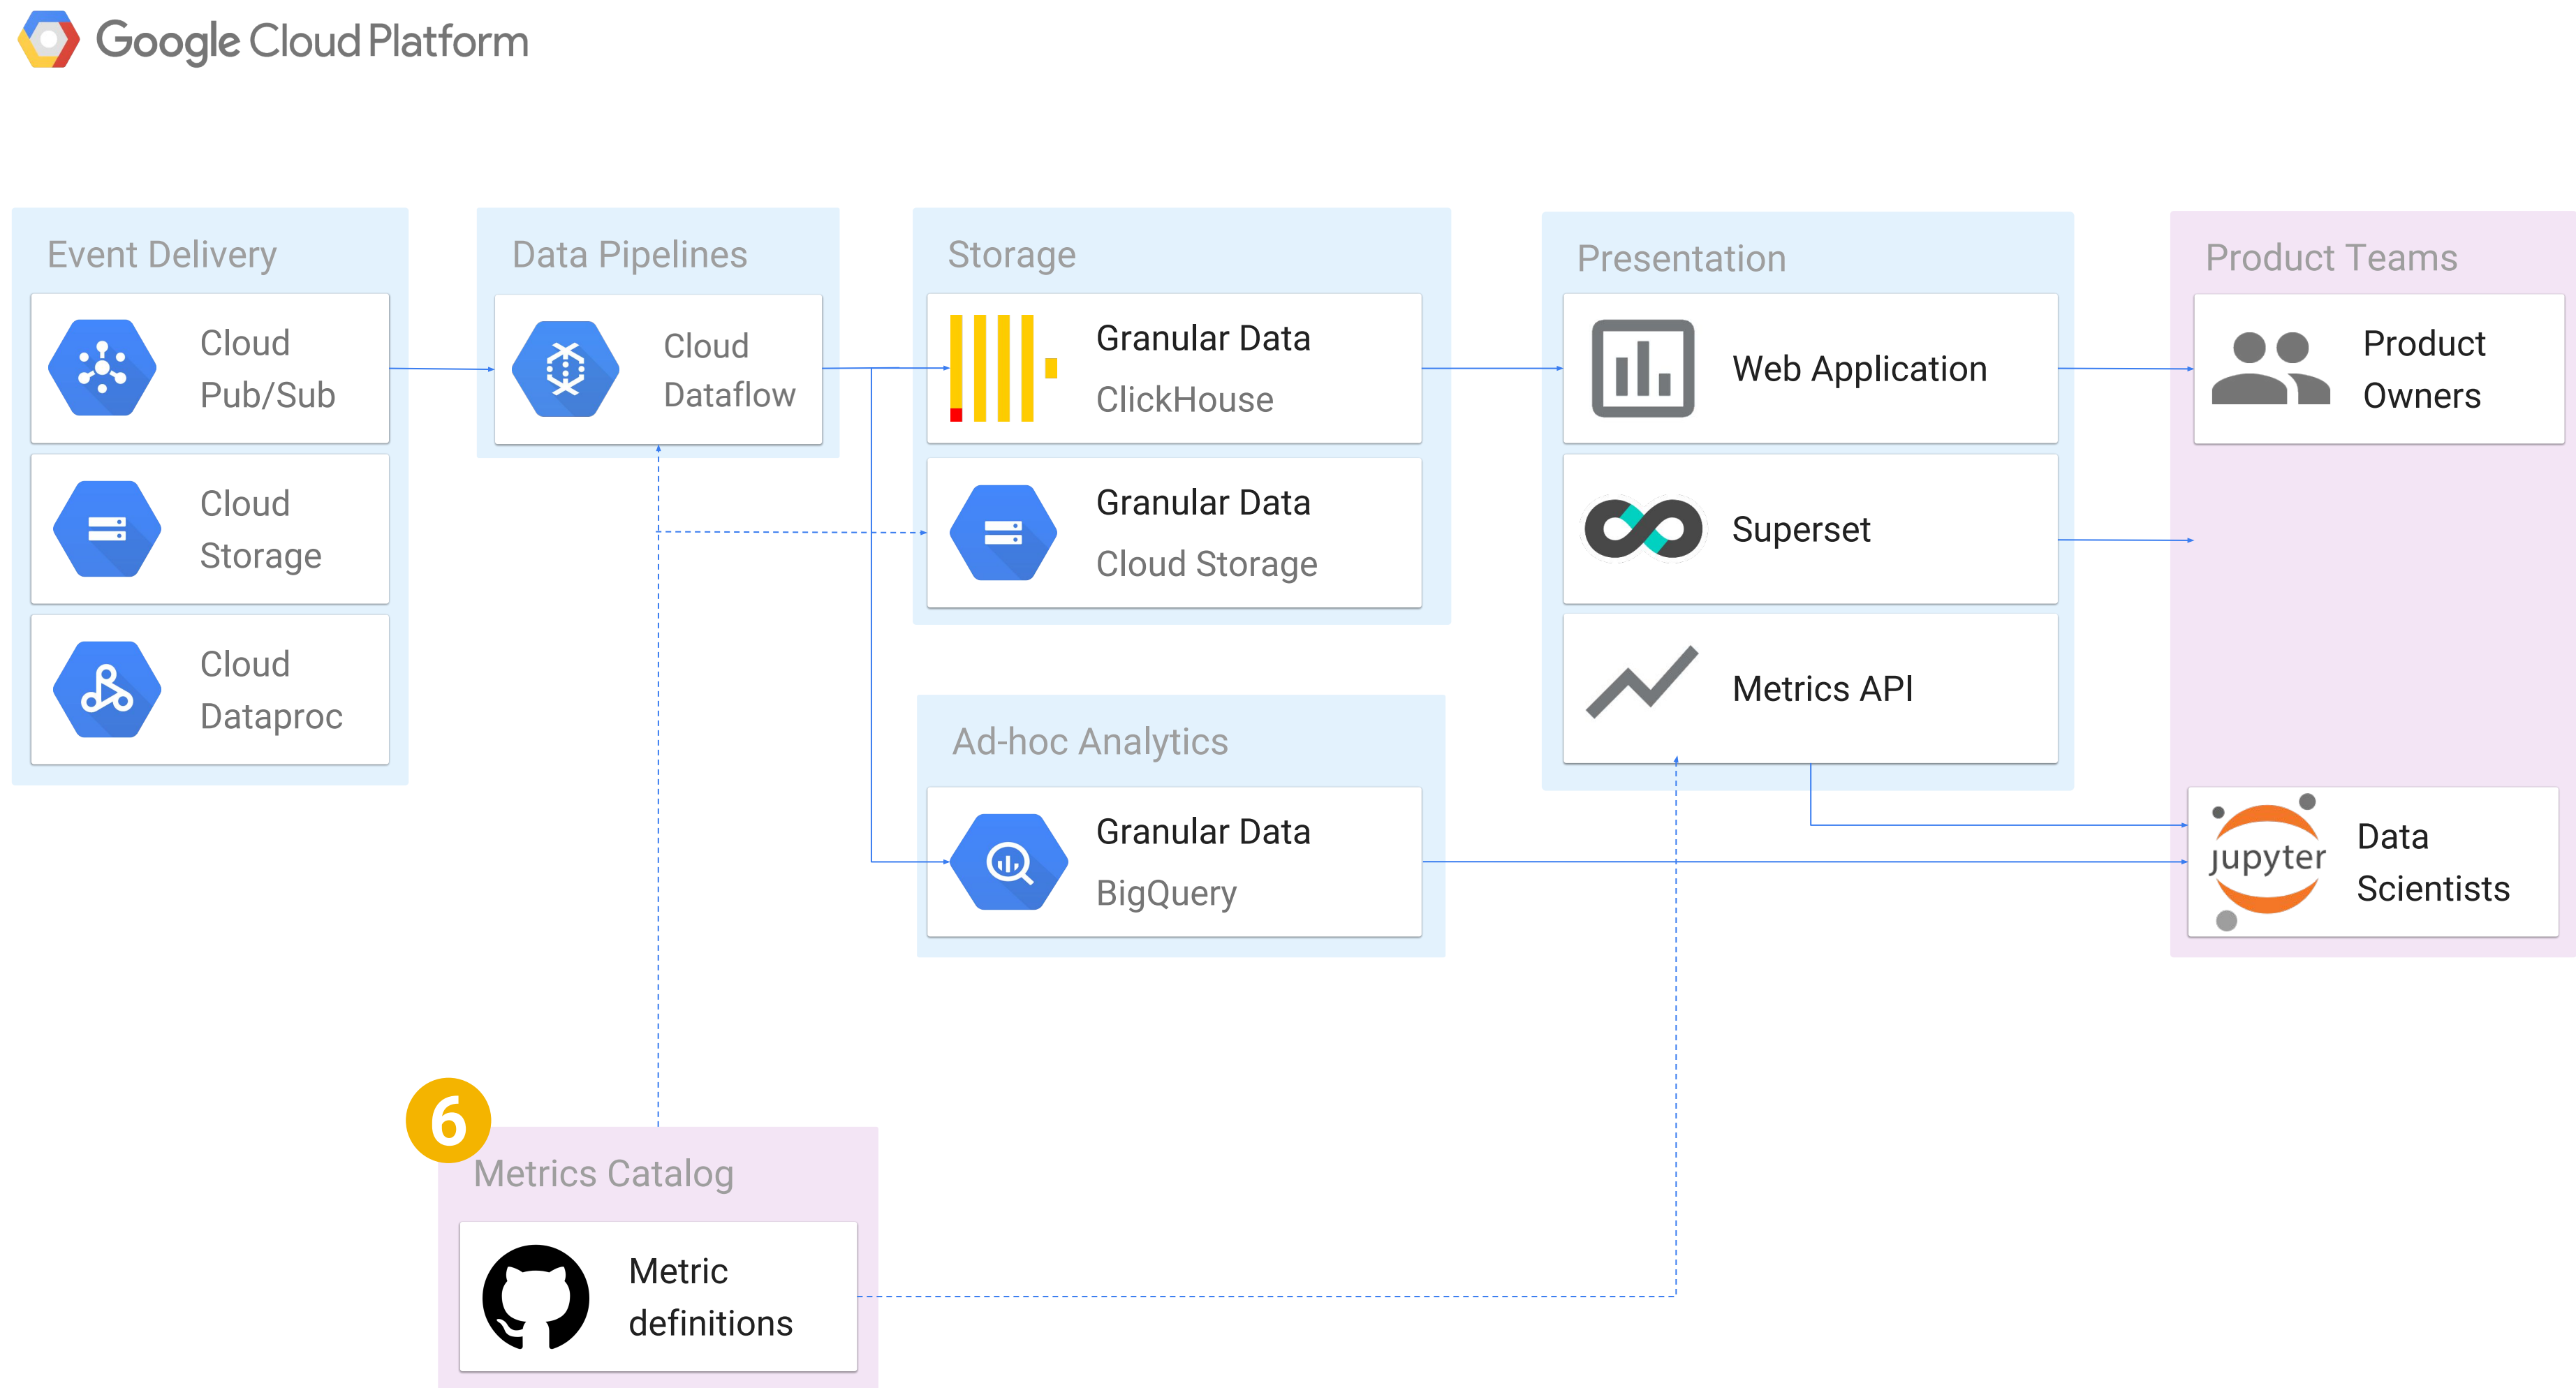 Google Cloud Platform
Event Delivery
Cloud
Pub/Sub
Cloud
Storage
Cloud
Dataproc
Data Pipelines
Cloud
Dataflow
Storage
Granular Data
ClickHouse
Granular Data
Cloud Storage
Ad-hoc Analytics
Granular Data
BigQuery
Presentation
Web Application
Superset
Metrics API
Product Teams
Product
Owners
jupyter
Data
Scientists
6
Metrics Catalog
Metric
definitions